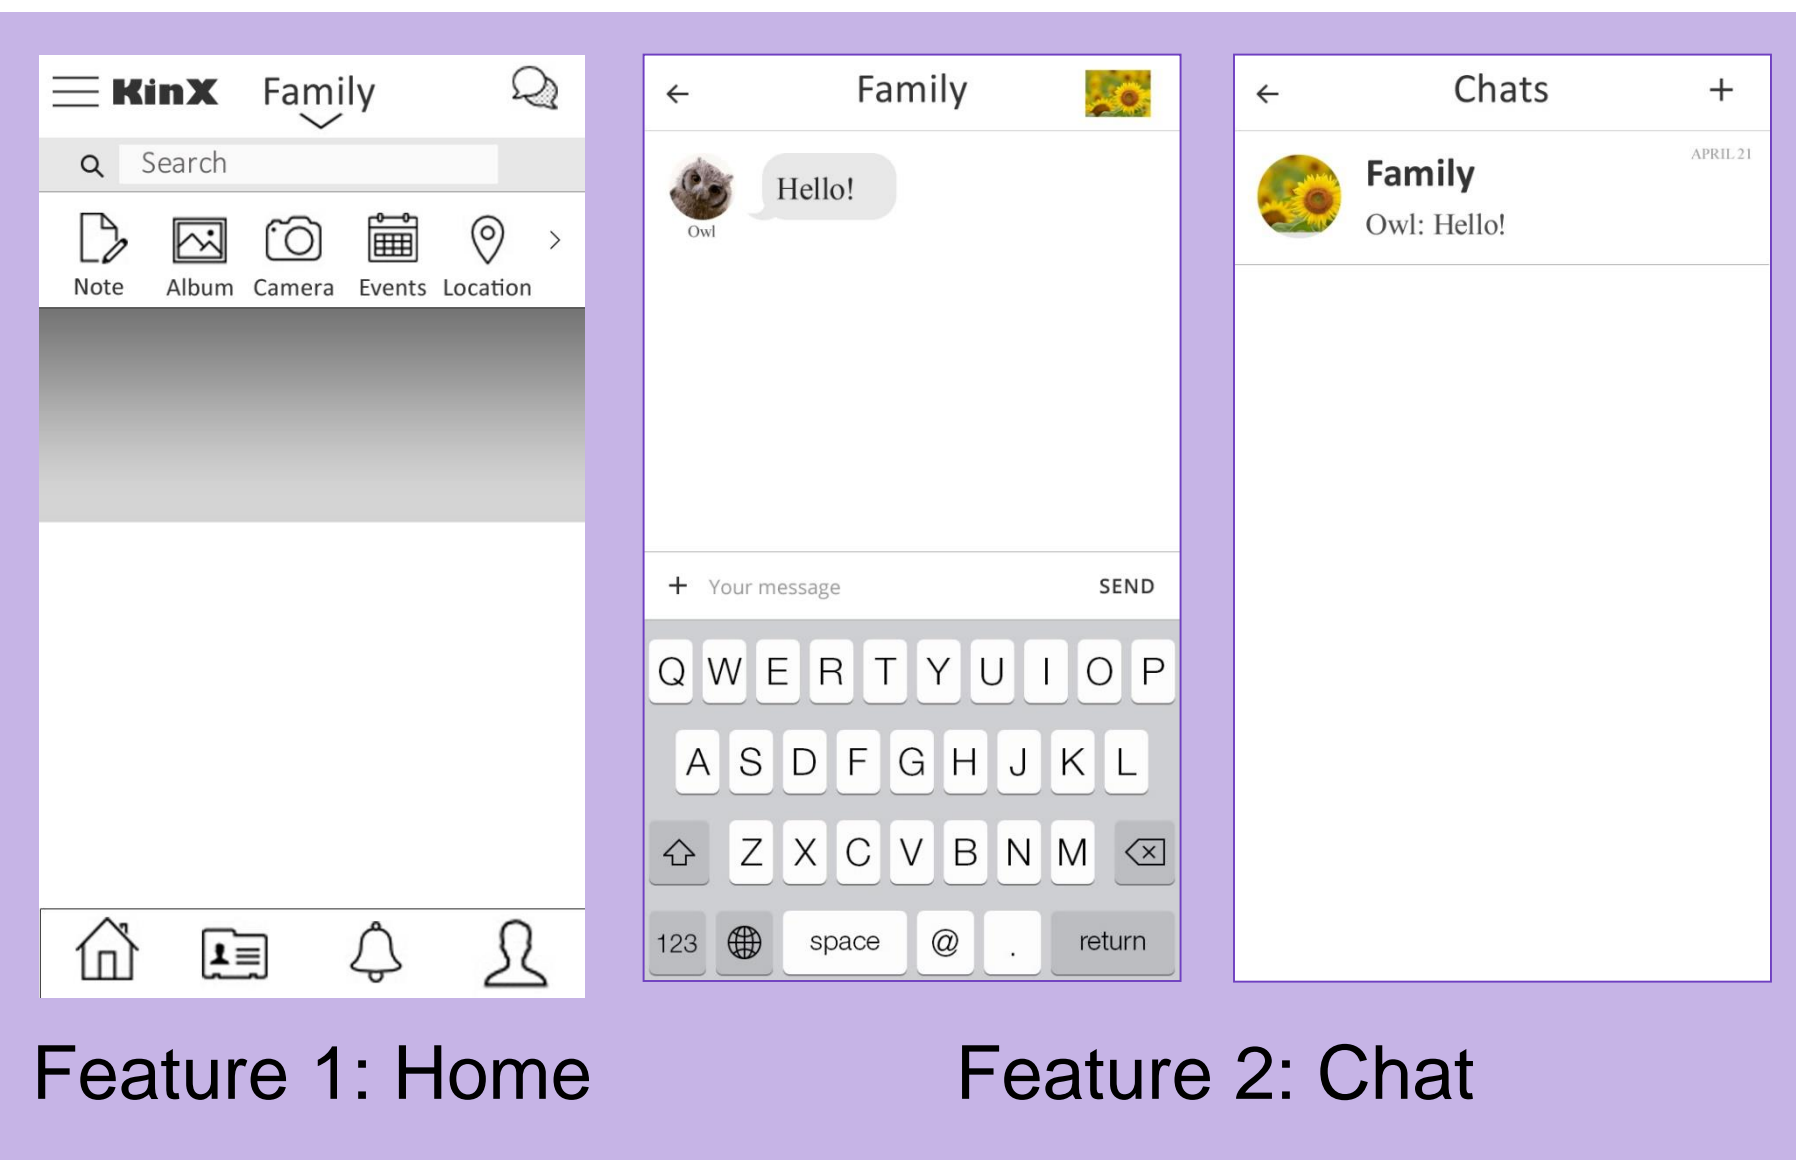 KinX Family
Search
Note Album Camera Events Location
Family
Hello!
Owl
+ Your message SEND
Q W E R T Y U I O P
A S D F G H J K L
Z X C V B N M
123 space @ . return
Chats +
Family APRIL 21
Owl: Hello!
Feature 1: Home
Feature 2: Chat